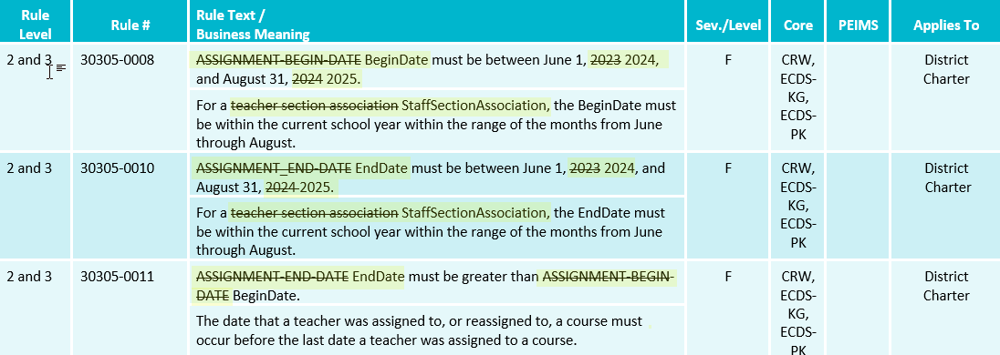 Rule Level
Rule #
Rule Text /
Business Meaning
Sev./Level
Core
PEIMS
Applies To
2 and 3
30305-0008
ASSIGNMENT-BEGIN-DATE BeginDate must be between June 1, 2023 2024,
and August 31, 2024 2025.
For a teacher section association StaffSectionAssociation, the BeginDate must
be within the current school year within the range of the months from June
through August.
F
CRW,
ECDS-
KG,
ECDS-
PK
District
Charter
2 and 3
30305-0010
ASSIGNMENT_END-DATE EndDate must be between June 1, 2023 2024, and
August 31, 2024 2025.
For a teacher section association StaffSectionAssociation, the EndDate must
be within the current school year within the range of the months from June
through August.
F
CRW,
ECDS-
KG,
ECDS-
PK
District
Charter
2 and 3
30305-0011
ASSIGNMENT-END-DATE EndDate must be greater than ASSIGNMENT-BEGIN-
DATE BeginDate.
The date that a teacher was assigned to, or reassigned to, a course must
occur before the last date a teacher was assigned to a course.
F
CRW,
ECDS-
KG,
ECDS-
PK
District
Charter